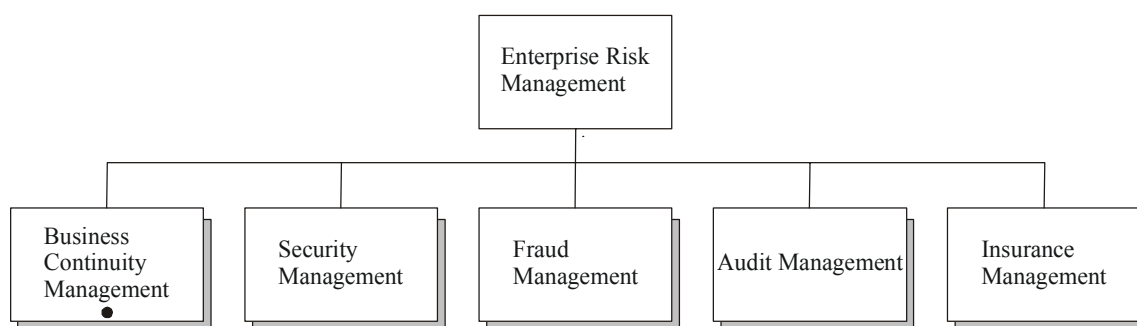 Enterprise Risk
Management
Business
Continuity
Management
Security
Management
Fraud
Management
Audit Management
Insurance
Management